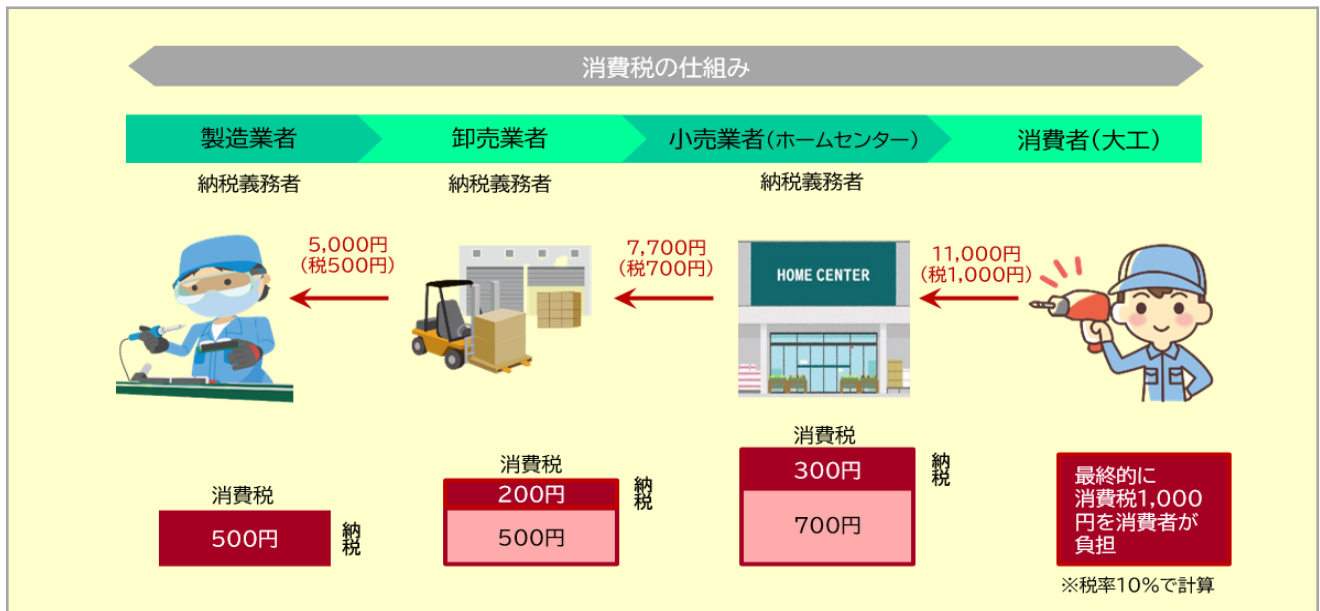 消費税の仕組み
製造業者
卸売業者
小売業者(ホームセンター)
消費者(大工)
納税義務者
納税義務者
納税義務者
5,000円
(税500円)
7,700円
(税700円)
11,000円
(税1,000円)
HOME CENTER
消費税
500円
納税
消費税
200円
500円
納税
消費税
300円
700円
納税
最終的に
消費税1,000
円を消費者が
負担
※税率10%で計算